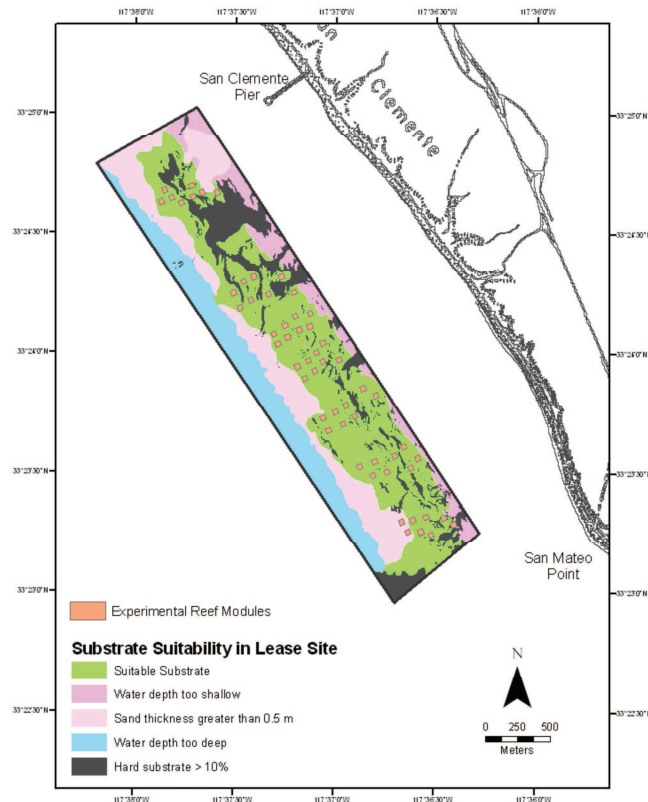 117°38'0"W 117°37'30"W 117°37'0"W 117°36'30"W 117°36'0"W
San Clemente
Pier
San
Clemente
33°25'0"N 33°25'0"N
33°24'30"N 33°24'30"N
33°24'0"N 33°24'0"N
33°23'30"N 33°23'30"N
San Mateo
Point
33°23'0"N 33°23'0"N
Experimental Reef Modules
Substrate Suitability in Lease Site
Suitable Substrate
Water depth too shallow
Sand thickness greater than 0.5 m
Water depth too deep
Hard substrate > 10%
N
0 250 500
Meters
33°22'30"N 33°22'30"N
117°38'0"W 117°37'30"W 117°37'0"W 117°36'30"W 117°36'0"W